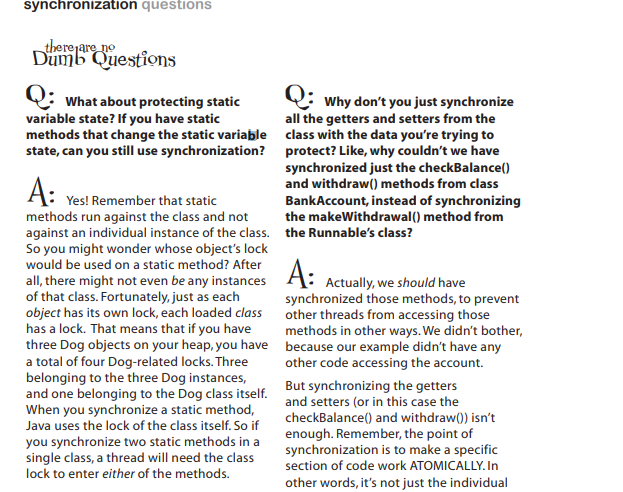 synchronization questions
there are no
Dumb Questions
Q: What about protecting static
variable state? If you have static
methods that change the static variable
state, can you still use synchronization?
A: Yes! Remember that static
methods run against the class and not
against an individual instance of the class.
So you might wonder whose object's lock
would be used on a static method? After
all, there might not even be any instances
of that class. Fortunately, just as each
object has its own lock, each loaded class
has a lock. That means that if you have
three Dog objects on your heap, you have
a total of four Dog-related locks. Three
belonging to the three Dog instances,
and one belonging to the Dog class itself.
When you synchronize a static method,
Java uses the lock of the class itself. So if
you synchronize two static methods in a
single class, a thread will need the class
lock to enter either of the methods.
Q: Why don't you just synchronize
all the getters and setters from the
class with the data you're trying to
protect? Like, why couldn't we have
synchronized just the checkBalance()
and withdraw() methods from class
BankAccount, instead of synchronizing
the makeWithdrawal() method from
the Runnable's class?
A: Actually, we should have
synchronized those methods, to prevent
other threads from accessing those
methods in other ways. We didn't bother,
because our example didn't have any
other code accessing the account.
But synchronizing the getters
and setters (or in this case the
checkBalance() and withdraw()) isn't
enough. Remember, the point of
synchronization is to make a specific
section of code work ATOMICALLY. In
other words, it's not just the individual